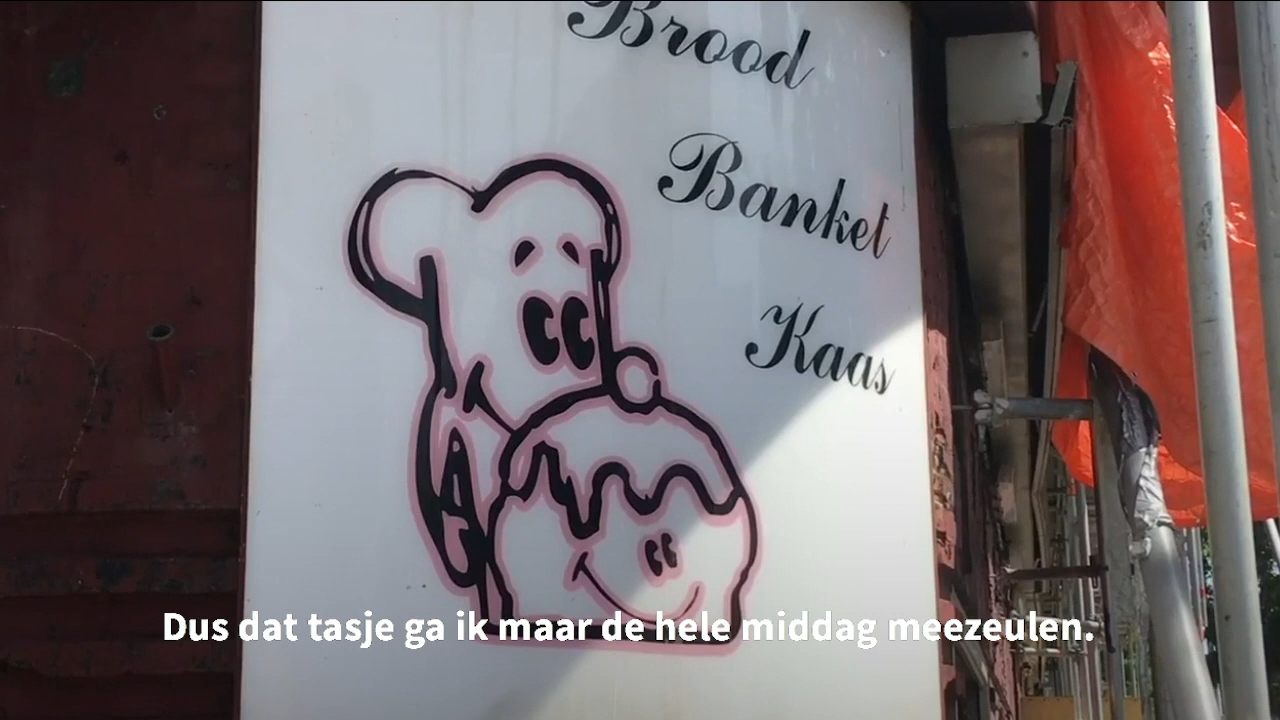 Brood
Banket
Kaas
Dus dat tasje ga ik maar de hele middag meezeulen.